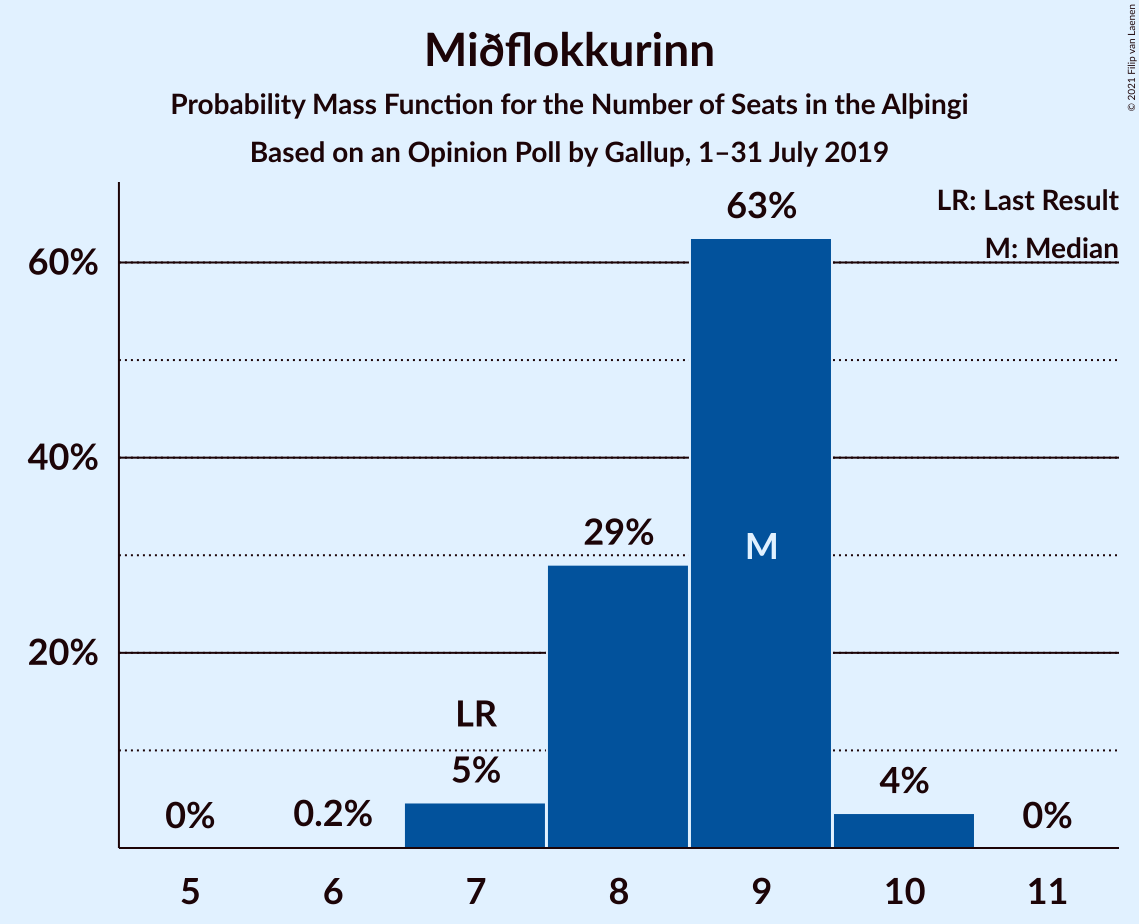 Miðflokkurinn
Probability Mass Function for the Number of Seats in the Alþingi
Based on an Opinion Poll by Gallup, 1–31 July 2019
© 2021 Filip van Laenen
LR: Last Result
M: Median
60%
40%
20%
0%
0.2%
LR
5%
29%
63%
M
4%
0%
5
6
7
8
9
10
11